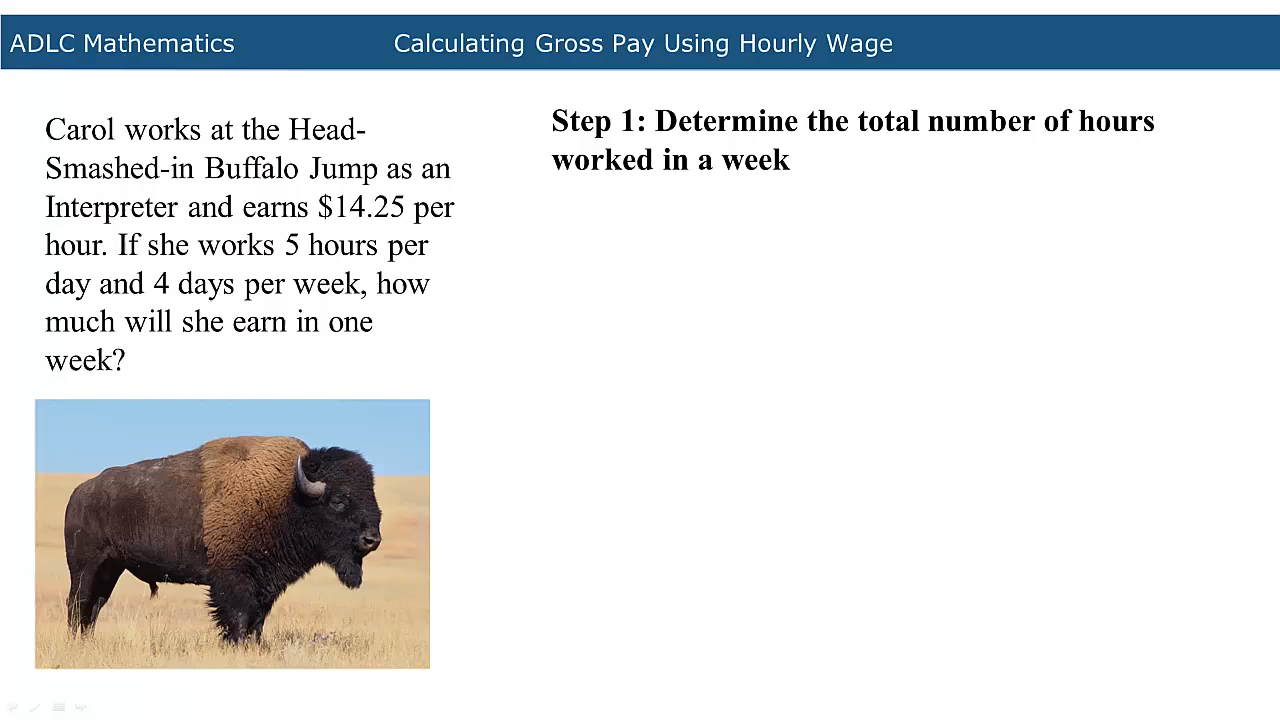 ADLC Mathematics
Calculating Gross Pay Using Hourly Wage
Carol works at the Head-
Smashed-in Buffalo Jump as an
Interpreter and earns $14.25 per
hour. If she works 5 hours per
day and 4 days per week, how
much will she earn in one
week?
Step 1: Determine the total number of hours
worked in a week